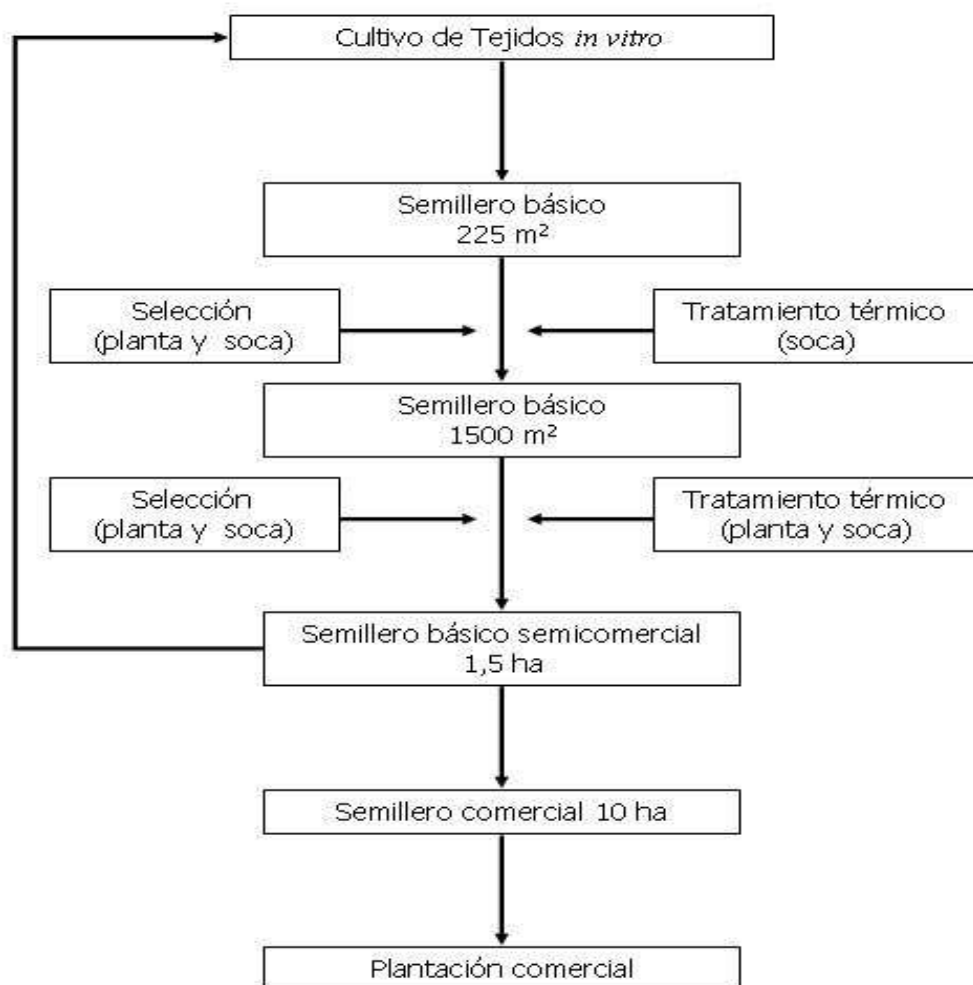 Cultivo de Tejidos in vitro
Semillero básico
225 m²
Selección
(planta y soca)
Tratamiento térmico
(soca)
Semillero básico
1500 m²
Selección
(planta y soca)
Tratamiento térmico
(planta y soca)
Semillero básico semicomercial
1,5 ha
Semillero comercial 10 ha
Plantación comercial